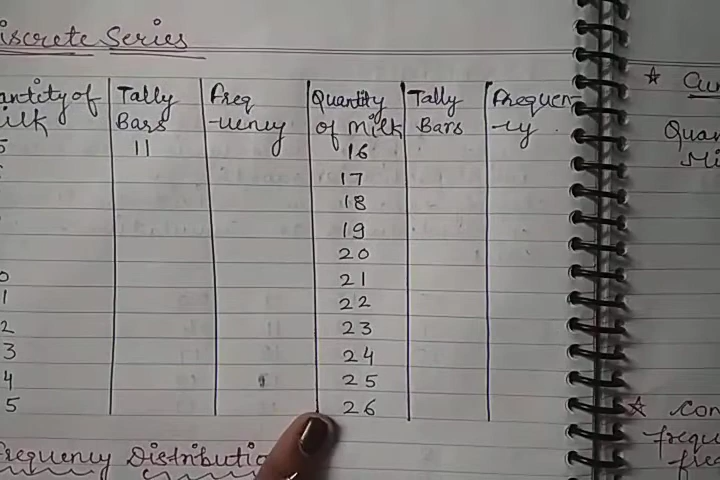 iscrete Series
antity of Tally Freq Quantity Tally Frequen
ilk Bars -uency of Milk Bars -cy
5 11 16
17
18
19
20
0 21
1 22
2 23
3 24
4 25
5 26
requency Distributio
Quan
Mi
Con
frequ
fre